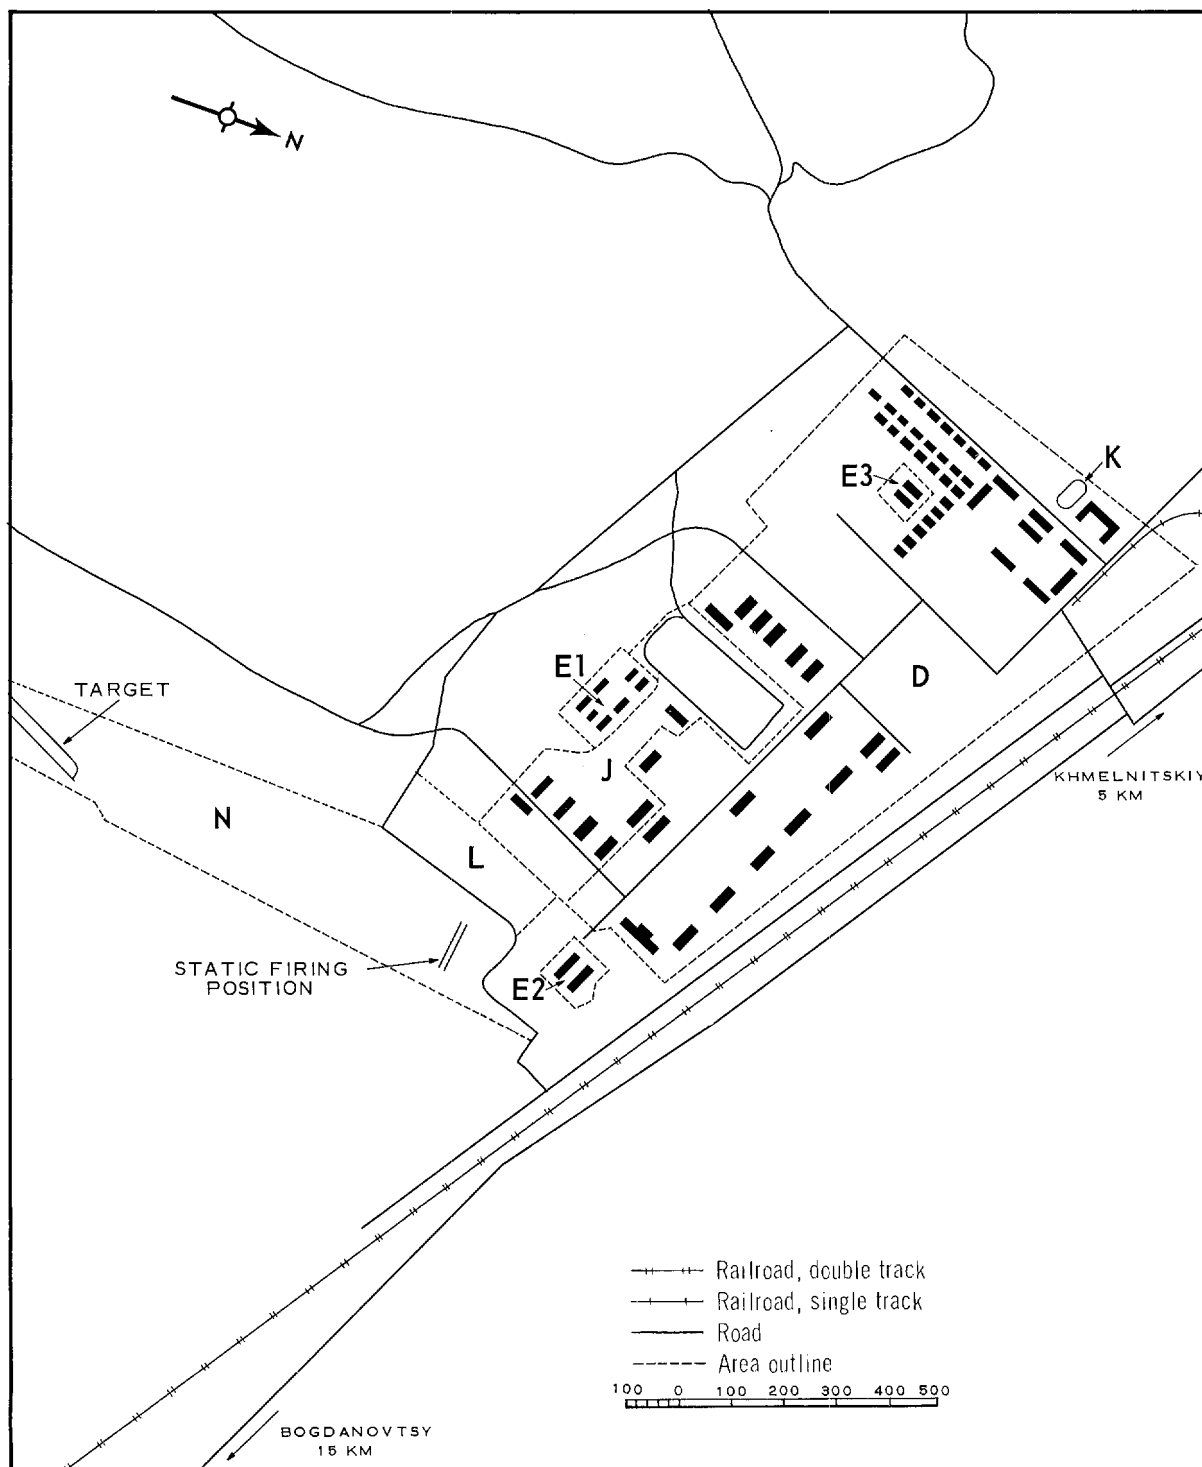 N
K
E3
E1
TARGET
D
J
KHMELNITSKIY
5 KM
N
L
STATIC FIRING
POSITION
E2
Railroad, double track
Railroad, single track
Road
Area outline
100 0 100 200 300 400 500
BOGDANOVTSY
15 KM